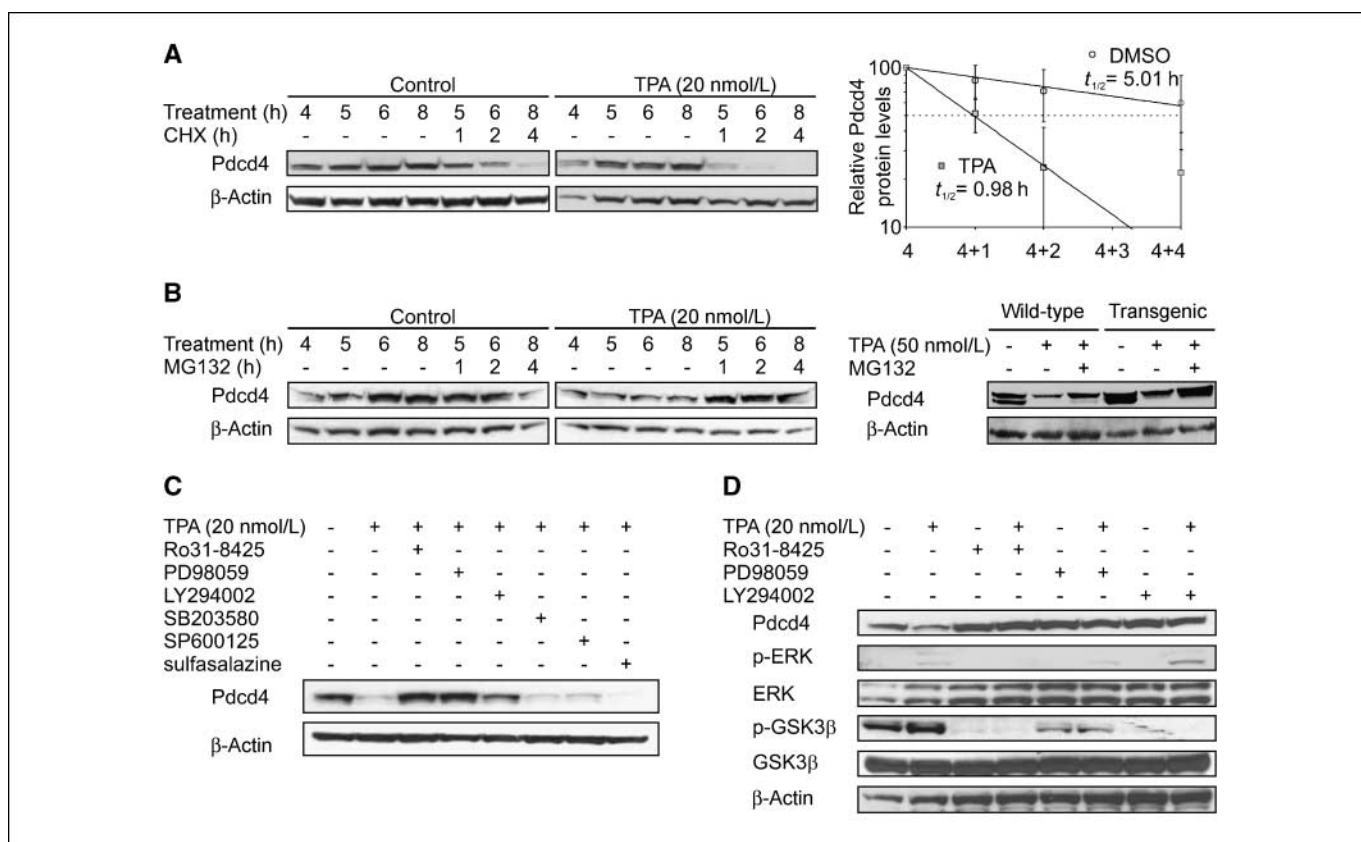 A
Control TPA (20 nmol/L)
Treatment (h) 4 5 6 8 5 6 8 4 5 6 8 5 6 8
CHX (h) - - - - 1 2 4 - - - - 1 2 4
Pdcd4
β-Actin
Relative Pdcd4
protein levels
100
10
DMSO
t1/2= 5.01 h
TPA
t1/2= 0.98 h
4 4+1 4+2 4+3 4+4
B
Control TPA (20 nmol/L)
Treatment (h) 4 5 6 8 5 6 8 4 5 6 8 5 6 8
MG132 (h) - - - - 1 2 4 - - - - 1 2 4
Pdcd4
β-Actin
Wild-type Transgenic
TPA (50 nmol/L) - + + - + +
MG132 - - + - - +
Pdcd4
β-Actin
C
TPA (20 nmol/L) - + + + + + + +
Ro31-8425 - - + - - - - -
PD98059 - - - + - - - -
LY294002 - - - - + - - -
SB203580 - - - - - + - -
SP600125 - - - - - - + -
sulfasalazine - - - - - - - +
Pdcd4
β-Actin
D
TPA (20 nmol/L) - + - + - + - +
Ro31-8425 - - + + - - - -
PD98059 - - - - + + - -
LY294002 - - - - - - + +
Pdcd4
p-ERK
ERK
p-GSK3β
GSK3β
β-Actin